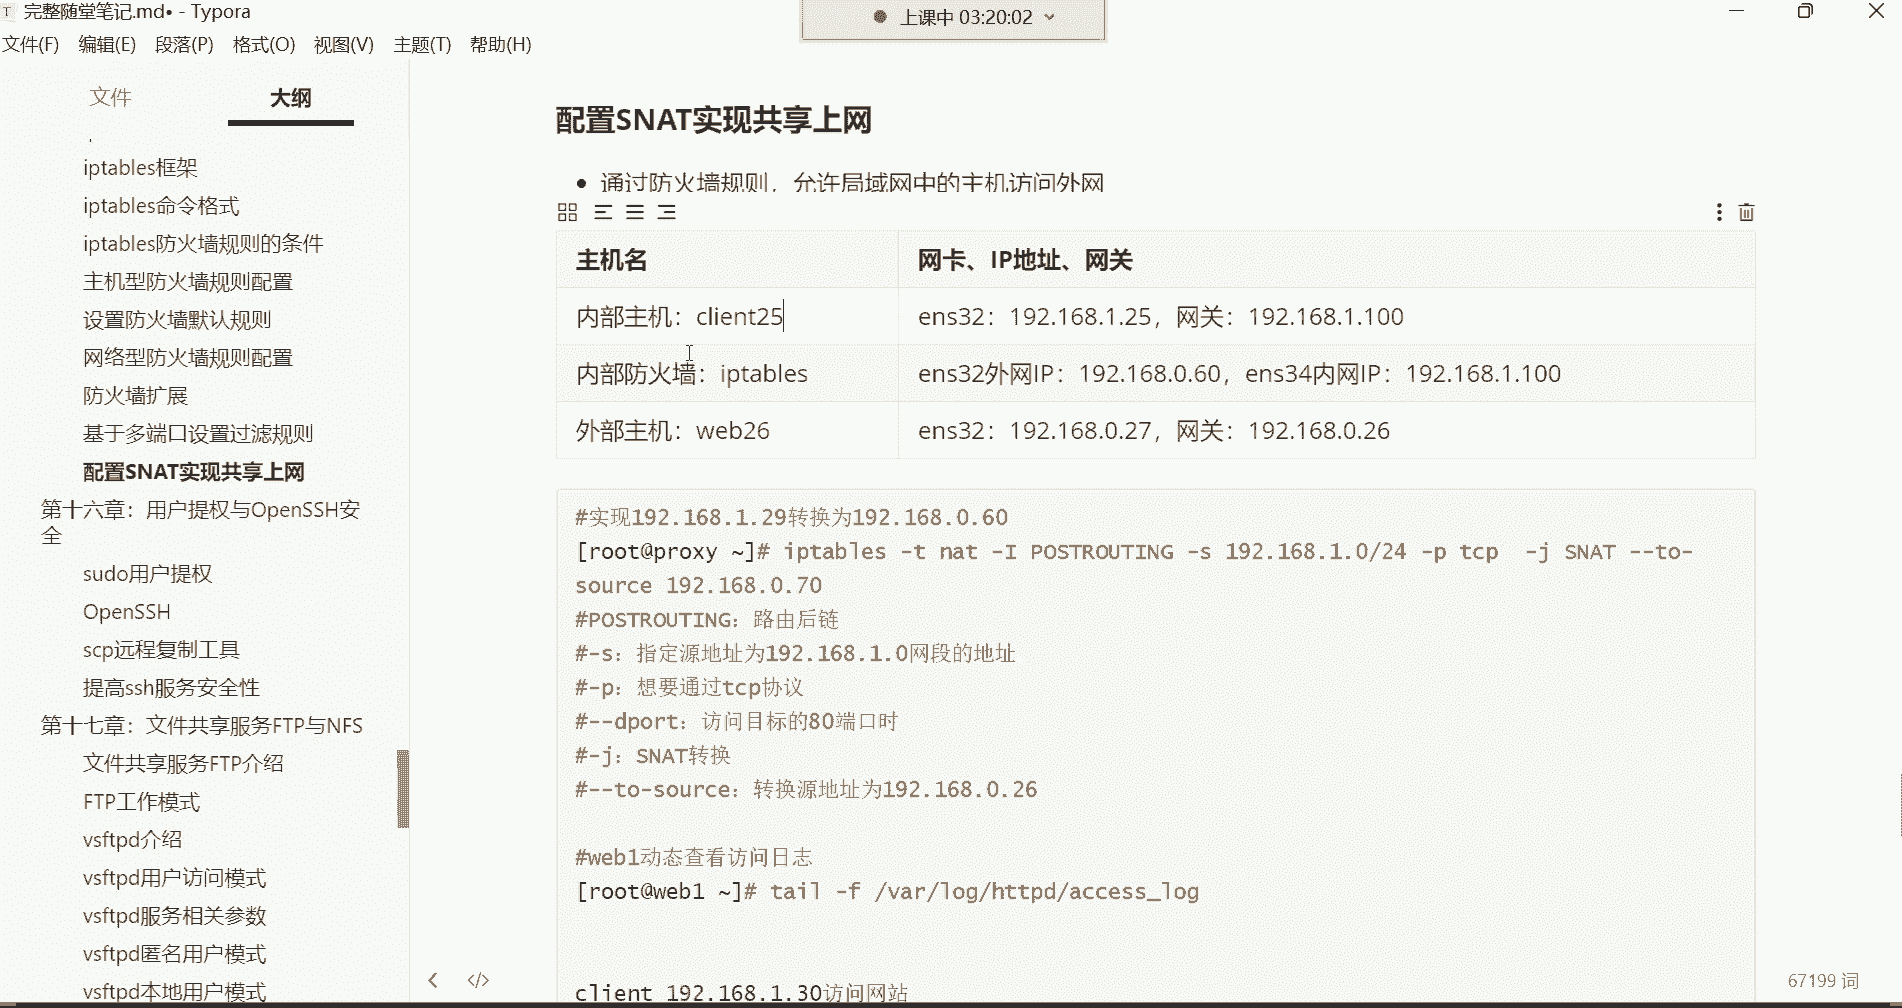 完整随堂笔记.md• - Typora
上课中 03:20:02
文件(F) 编辑(E) 段落(P) 格式(O) 视图(V) 主题(T) 帮助(H)
文件 大纲
iptables框架
iptables命令格式
iptables防火墙规则的条件
主机型防火墙规则配置
设置防火墙默认规则
网络型防火墙规则配置
防火墙扩展
基于多端口设置过滤规则
配置SNAT实现共享上网
第十六章：用户提权与OpenSSH安
全
sudo用户提权
OpenSSH
scp远程复制工具
提高ssh服务安全性
第十七章：文件共享服务FTP与NFS
文件共享服务FTP介绍
FTP工作模式
vsftpd介绍
vsftpd用户访问模式
vsftpd服务相关参数
vsftpd匿名用户模式
vsftpd本地用户模式
配置SNAT实现共享上网
通过防火墙规则，允许局域网中的主机访问外网
主机名 网卡、IP地址、网关
内部主机：client25 ens32：192.168.1.25，网关：192.168.1.100
内部防火墙：iptables ens32外网IP：192.168.0.60，ens34内网IP：192.168.1.100
外部主机：web26 ens32：192.168.0.27，网关：192.168.0.26
#实现192.168.1.29转换为192.168.0.60
[root@proxy ~]# iptables -t nat -I POSTROUTING -s 192.168.1.0/24 -p tcp  -j SNAT --to-
source 192.168.0.70
#POSTROUTING：路由后链
#-s：指定源地址为192.168.1.0网段的地址
#-p：想要通过tcp协议
#--dport：访问目标的80端口时
#-j：SNAT转换
#--to-source：转换源地址为192.168.0.26
#web1动态查看访问日志
[root@web1 ~]# tail -f /var/log/httpd/access_log
client 192.168.1.30访问网站
67199 词